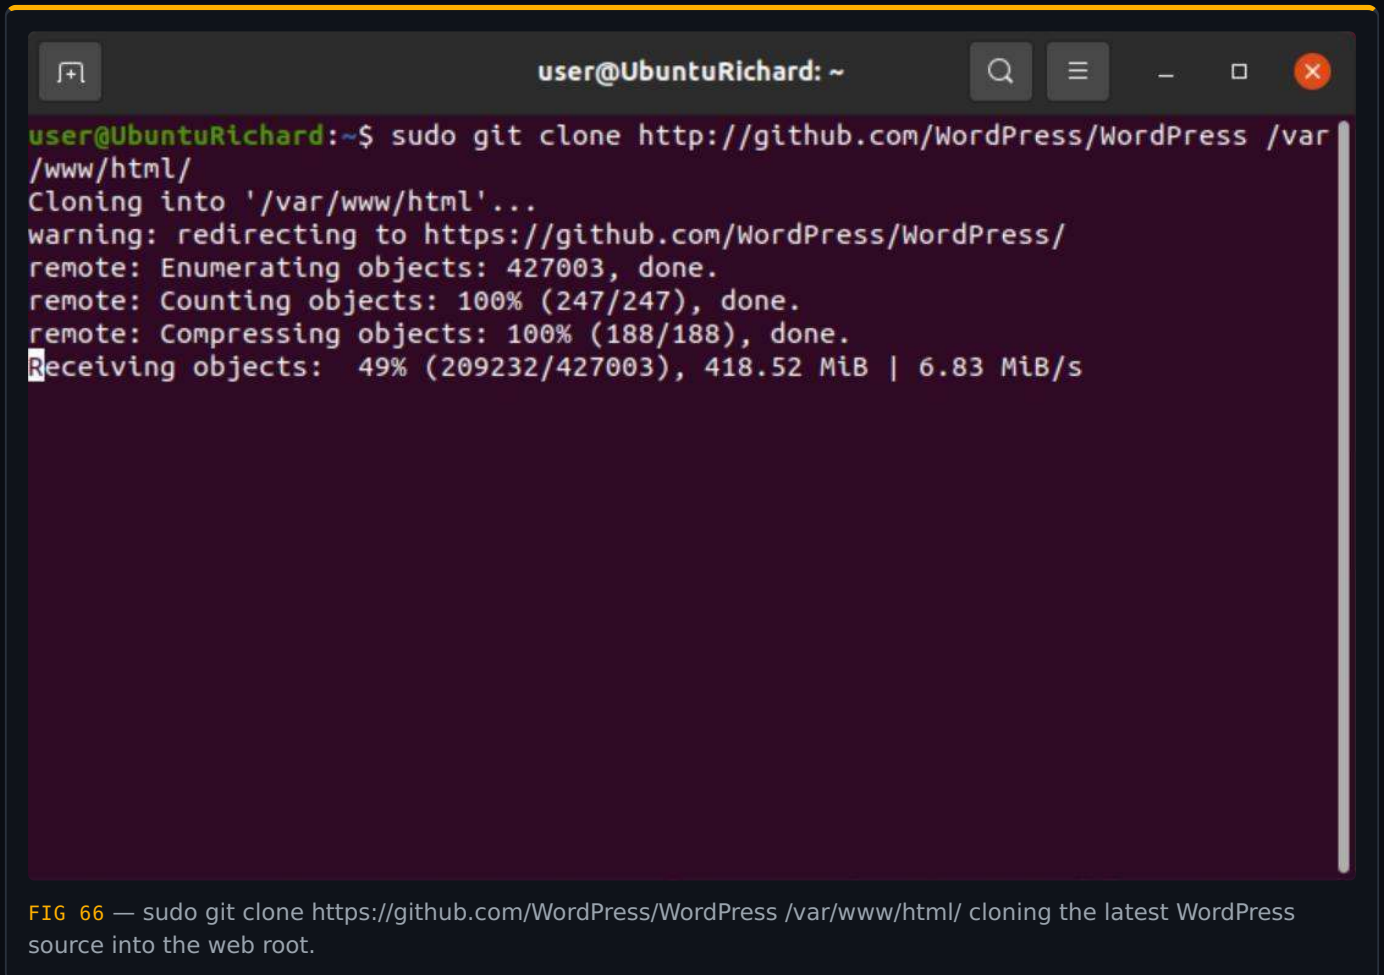 user@UbuntuRichard: ~
user@UbuntuRichard:~$ sudo git clone http://github.com/WordPress/WordPress /var
/www/html/
Cloning into '/var/www/html'...
warning: redirecting to https://github.com/WordPress/WordPress/
remote: Enumerating objects: 427003, done.
remote: Counting objects: 100% (247/247), done.
remote: Compressing objects: 100% (188/188), done.
Receiving objects:  49% (209232/427003), 418.52 MiB | 6.83 MiB/s
FIG 66 — sudo git clone https://github.com/WordPress/WordPress /var/www/html/ cloning the latest WordPress
source into the web root.